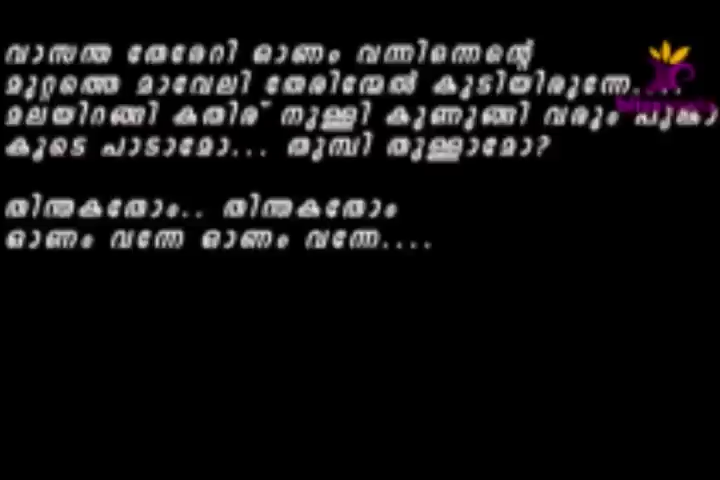 വാസന്ത തേരേറി ഓണം വന്നിന്നെന്റെ
മുറ്റത്തെ മാവേലി തേരിന്മേൽ കൂടിയിരുന്നേ....
മലയിറങ്ങി കതിര് നുള്ളി കുണുങ്ങി വരും
കൂടെ പാടാമോ... തുമ്പി തുള്ളാമോ?
തിന്തകതോം.. തിന്തകതോം
ഓണം വന്നേ ഓണം വന്നേ....